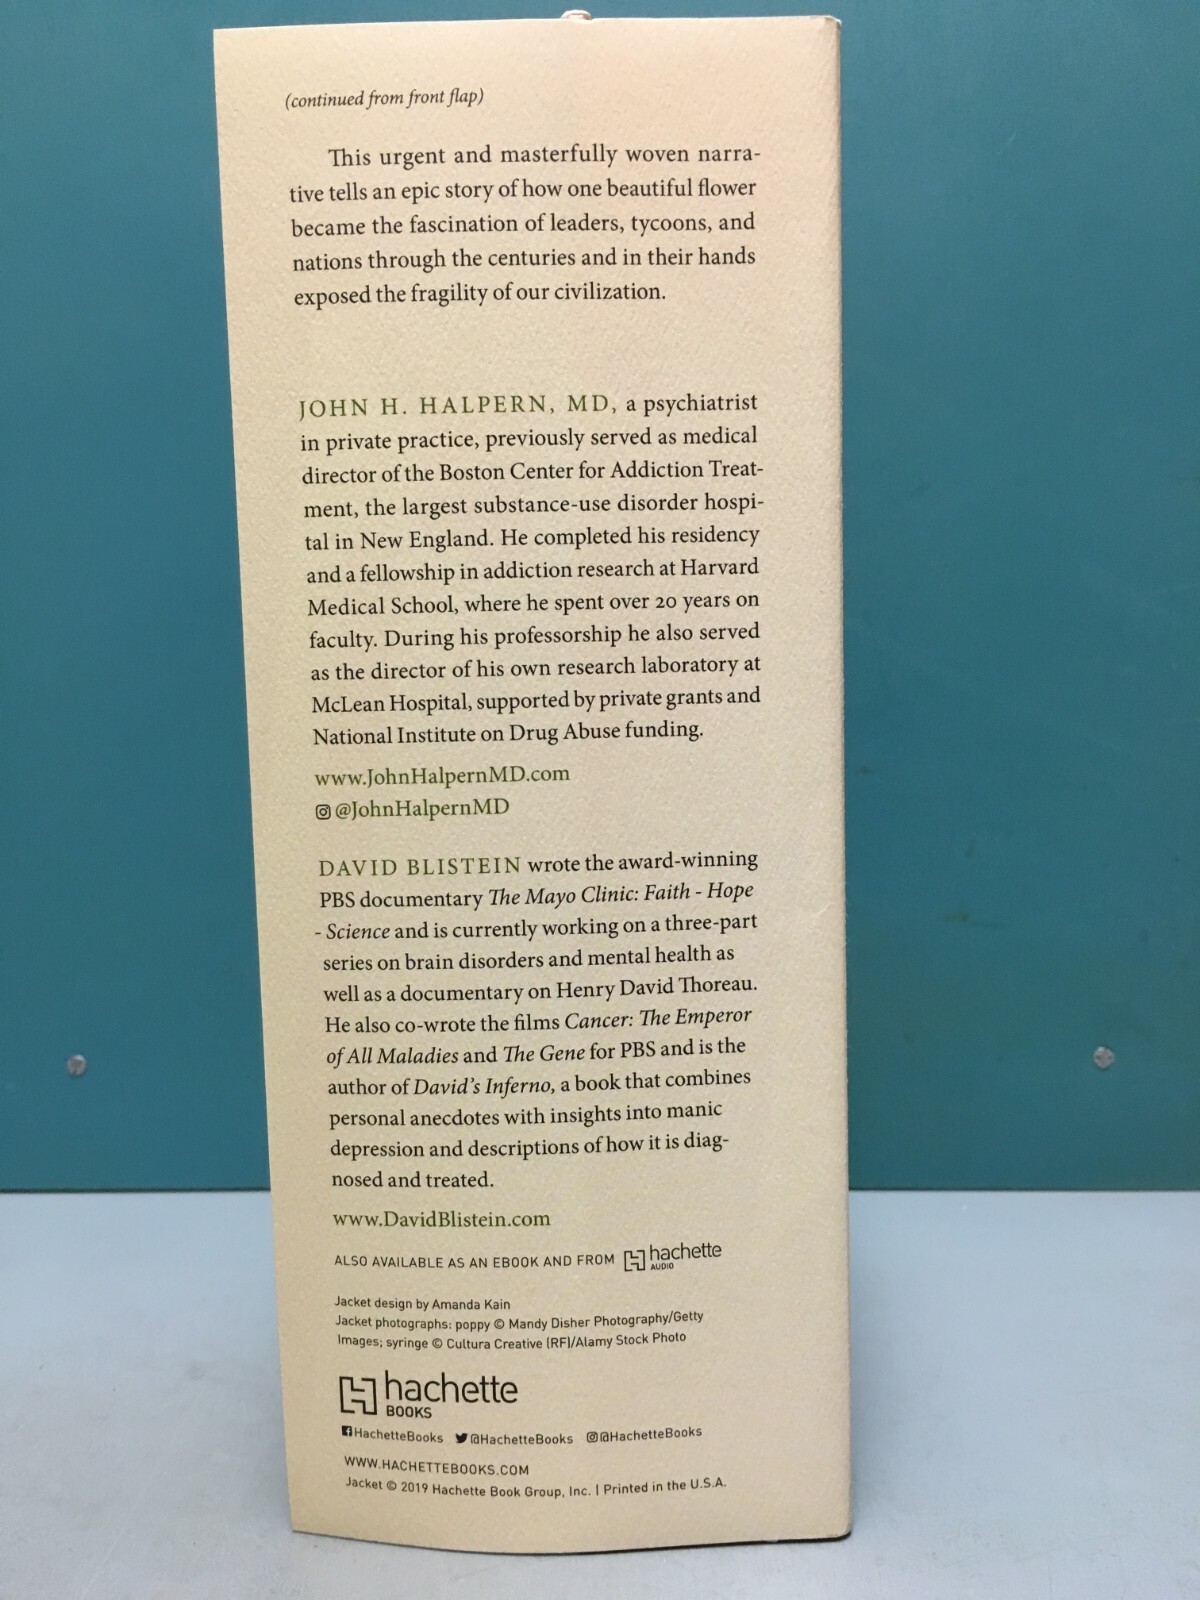 (continued from front flap)
This urgent and masterfully woven narra-
tive tells an epic story of how one beautiful flower
became the fascination of leaders, tycoons, and
nations through the centuries and in their hands
exposed the fragility of our civilization.
JOHN H. HALPERN, MD, a psychiatrist
in private practice, previously served as medical
director of the Boston Center for Addiction Treat-
ment, the largest substance-use disorder hospi-
tal in New England. He completed his residency
and a fellowship in addiction research at Harvard
Medical School, where he spent over 20 years on
faculty. During his professorship he also served
as the director of his own research laboratory at
McLean Hospital, supported by private grants and
National Institute on Drug Abuse funding.
www.JohnHalpernMD.com
@JohnHalpernMD
DAVID BLISTEIN wrote the award-winning
PBS documentary The Mayo Clinic: Faith - Hope
- Science and is currently working on a three-part
series on brain disorders and mental health as
well as a documentary on Henry David Thoreau.
He also co-wrote the films Cancer: The Emperor
of All Maladies and The Gene for PBS and is the
author of David's Inferno, a book that combines
personal anecdotes with insights into manic
depression and descriptions of how it is diag-
nosed and treated.
www.DavidBlistein.com
ALSO AVAILABLE AS AN EBOOK AND FROM hachette AUDIO
Jacket design by Amanda Kain
Jacket photographs: poppy © Mandy Disher Photography/Getty
Images; syringe © Cultura Creative (RF)/Alamy Stock Photo
hachette
BOOKS
HachetteBooks @HachetteBooks @HachetteBooks
WWW.HACHETTEBOOKS.COM
Jacket © 2019 Hachette Book Group, Inc. | Printed in the U.S.A.